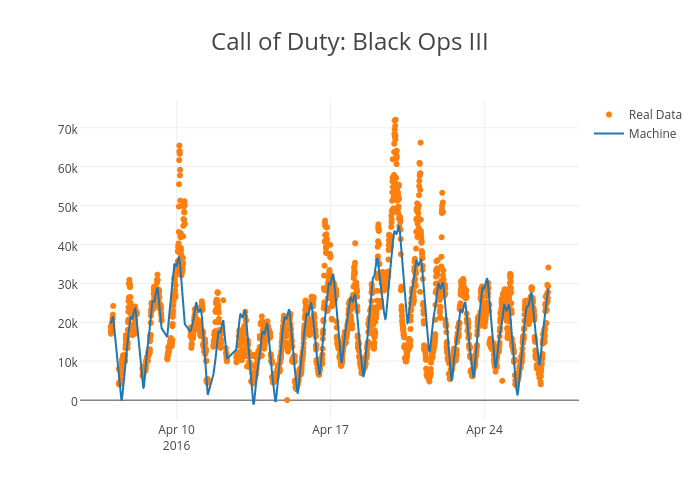 Call of Duty: Black Ops III
Real Data
Machine
70k
60k
50k
40k
30k
20k
10k
0
Apr 10
2016
Apr 17
Apr 24